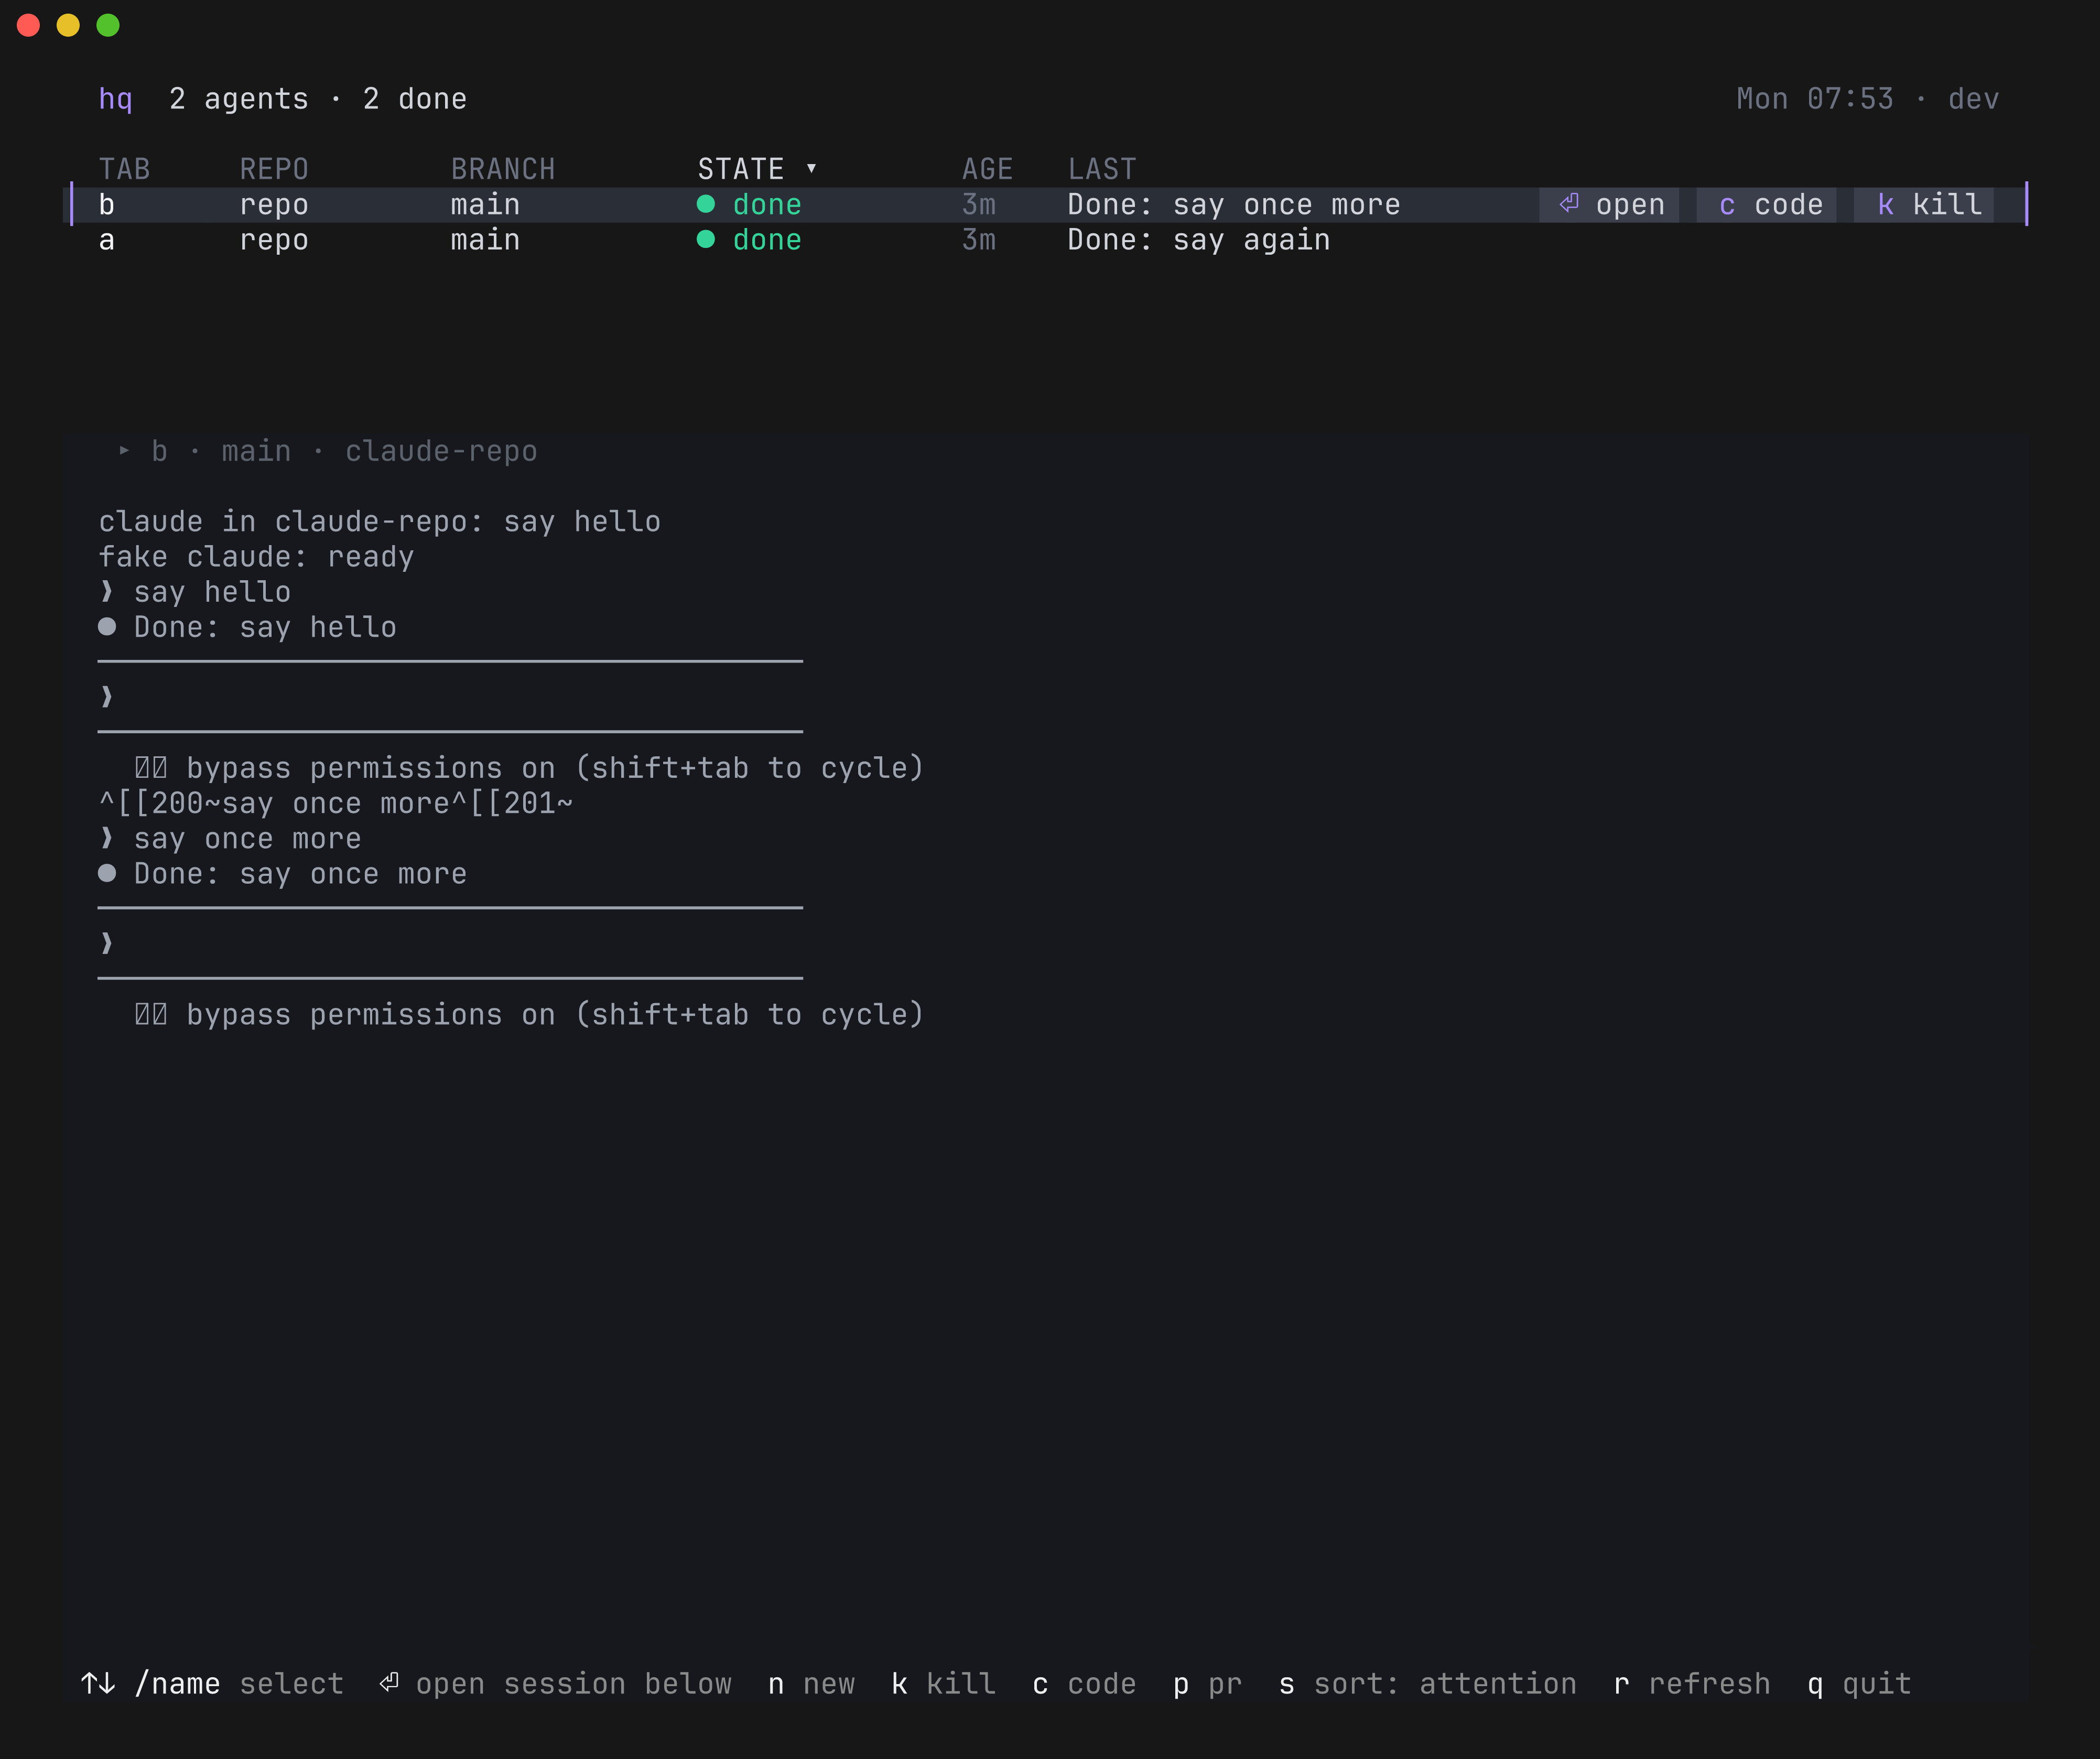 hq  2 agents · 2 done  Mon 07:53 · dev
TAB  REPO  BRANCH  STATE ▾  AGE  LAST
b  repo  main  ● done  3m  Done: say once more  ⏎ open  c code  k kill
a  repo  main  ● done  3m  Done: say again
▸ b · main · claude-repo
claude in claude-repo: say hello
fake claude: ready
❯ say hello
● Done: say hello
❯
bypass permissions on (shift+tab to cycle)
^[[200~say once more^[[201~
❯ say once more
● Done: say once more
❯
bypass permissions on (shift+tab to cycle)
↑↓ /name select  ⏎ open session below  n new  k kill  c code  p pr  s sort: attention  r refresh  q quit